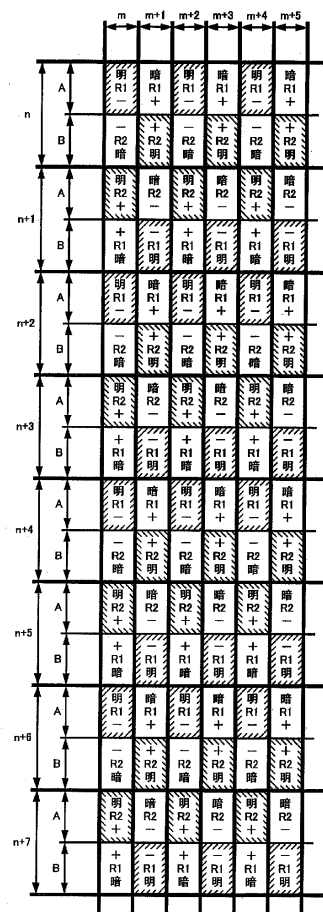 m m+1 m+2 m+3 m+4 m+5
n
A
明 暗 明 暗 明 暗
R1 R1 R1 R1 R1 R1
－ ＋ － ＋ － ＋
B
－ ＋ － ＋ － ＋
R2 R2 R2 R2 R2 R2
暗 明 暗 明 暗 明
n+1
A
明 暗 明 暗 明 暗
R2 R2 R2 R2 R2 R2
＋ － ＋ － ＋ －
B
＋ － ＋ － ＋ －
R1 R1 R1 R1 R1 R1
暗 明 暗 明 暗 明
n+2
A
明 暗 明 暗 明 暗
R1 R1 R1 R1 R1 R1
－ ＋ － ＋ － ＋
B
－ ＋ － ＋ － ＋
R2 R2 R2 R2 R2 R2
暗 明 暗 明 暗 明
n+3
A
明 暗 明 暗 明 暗
R2 R2 R2 R2 R2 R2
＋ － ＋ － ＋ －
B
＋ － ＋ － ＋ －
R1 R1 R1 R1 R1 R1
暗 明 暗 明 暗 明
n+4
A
明 暗 明 暗 明 暗
R1 R1 R1 R1 R1 R1
－ ＋ － ＋ － ＋
B
－ ＋ － ＋ － ＋
R2 R2 R2 R2 R2 R2
暗 明 暗 明 暗 明
n+5
A
明 暗 明 暗 明 暗
R2 R2 R2 R2 R2 R2
＋ － ＋ － ＋ －
B
＋ － ＋ － ＋ －
R1 R1 R1 R1 R1 R1
暗 明 暗 明 暗 明
n+6
A
明 暗 明 暗 明 暗
R1 R1 R1 R1 R1 R1
－ ＋ － ＋ － ＋
B
－ ＋ － ＋ － ＋
R2 R2 R2 R2 R2 R2
暗 明 暗 明 暗 明
n+7
A
明 暗 明 暗 明 暗
R2 R2 R2 R2 R2 R2
＋ － ＋ － ＋ －
B
＋ － ＋ － ＋ －
R1 R1 R1 R1 R1 R1
暗 明 暗 明 暗 明